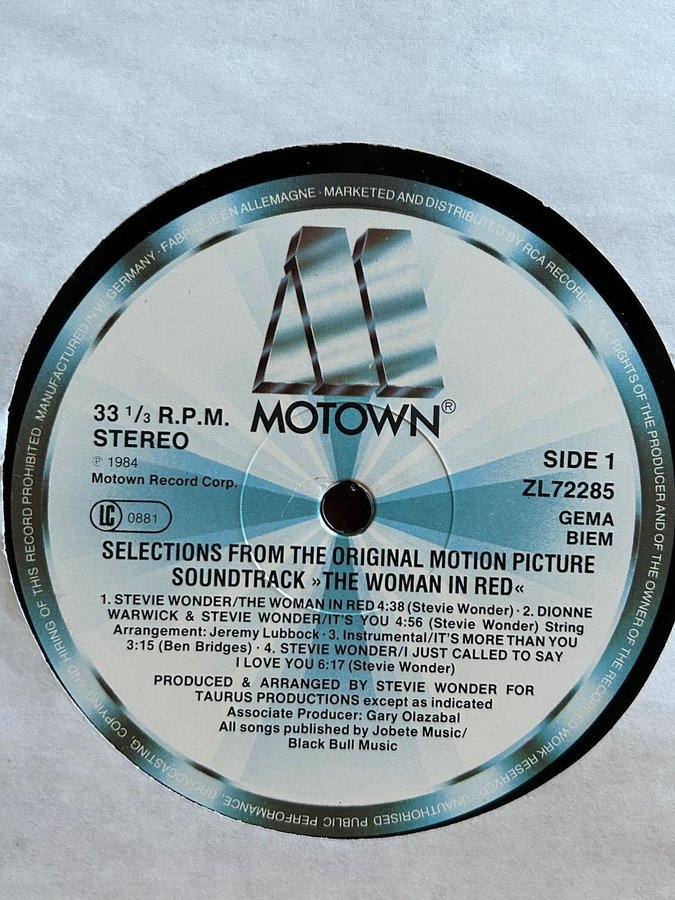 MANUFACTURED IN W. GERMANY · FABRIQUÉ EN ALLEMAGNE · MARKETED AND DISTRIBUTED BY RCA RECORDS · ALL RIGHTS OF THE PRODUCER AND OF THE OWNER OF THE RECORDED WORK RESERVED · UNAUTHORISED PUBLIC PERFORMANCE, BROADCASTING, COPYING AND HIRING OF THIS RECORD PROHIBITED.
MOTOWN®
33 1/3 R.P.M.
STEREO
℗ 1984
Motown Record Corp.
LC 0881
SIDE 1
ZL72285
GEMA
BIEM
SELECTIONS FROM THE ORIGINAL MOTION PICTURE
SOUNDTRACK »THE WOMAN IN RED«
1. STEVIE WONDER/THE WOMAN IN RED 4:38 (Stevie Wonder) · 2. DIONNE
WARWICK & STEVIE WONDER/IT'S YOU 4:56 (Stevie Wonder) String
Arrangement: Jeremy Lubbock · 3. Instrumental/IT'S MORE THAN YOU
3:15 (Ben Bridges) · 4. STEVIE WONDER/I JUST CALLED TO SAY
I LOVE YOU 6:17 (Stevie Wonder)
PRODUCED & ARRANGED BY STEVIE WONDER FOR
TAURUS PRODUCTIONS except as indicated
Associate Producer: Gary Olazabal
All songs published by Jobete Music/
Black Bull Music